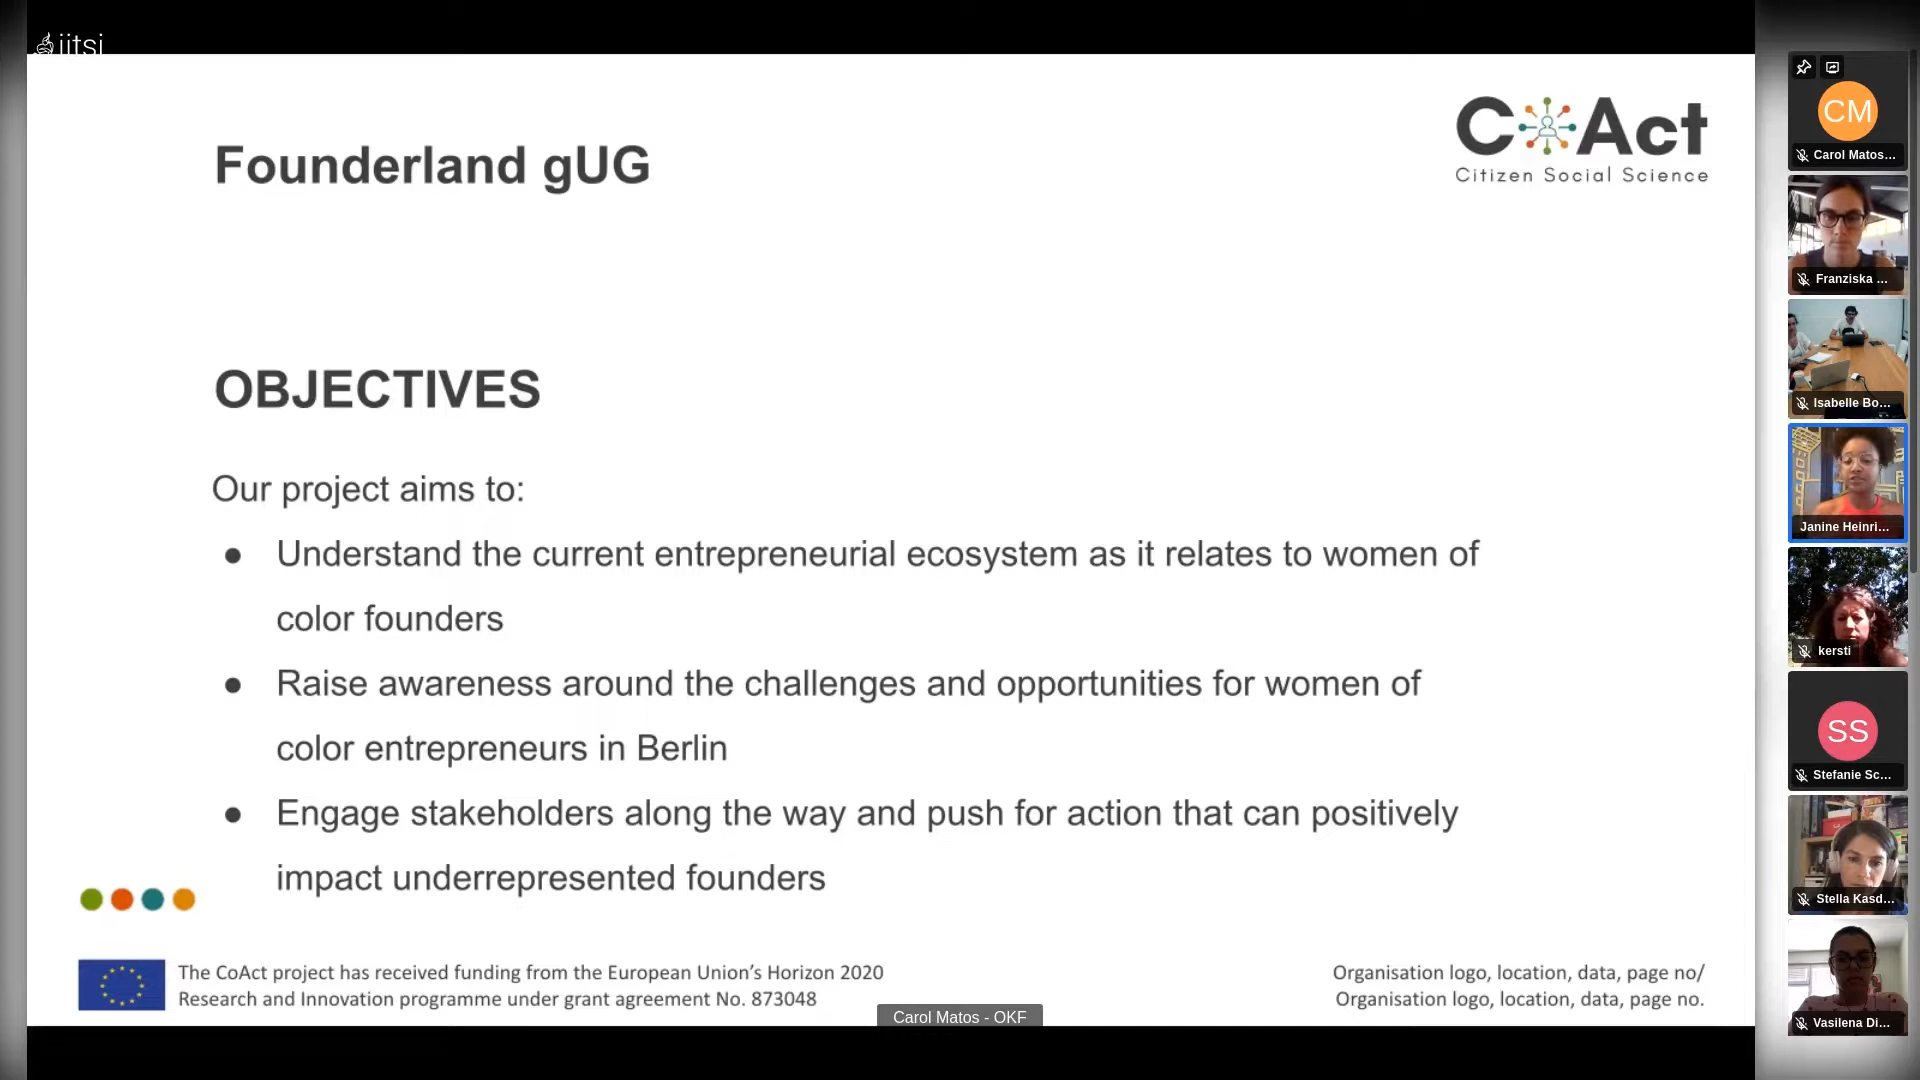 jitsi
Founderland gUG
C Act
Citizen Social Science
OBJECTIVES
Our project aims to:
● Understand the current entrepreneurial ecosystem as it relates to women of
color founders
● Raise awareness around the challenges and opportunities for women of
color entrepreneurs in Berlin
● Engage stakeholders along the way and push for action that can positively
impact underrepresented founders
The CoAct project has received funding from the European Union’s Horizon 2020
Research and Innovation programme under grant agreement No. 873048
Organisation logo, location, data, page no/
Organisation logo, location, data, page no.
Carol Matos - OKF
CM
Carol Matos...
Franziska ...
Isabelle Bo...
Janine Heinri...
kersti
SS
Stefanie Sc...
Stella Kasd...
Vasilena Di...